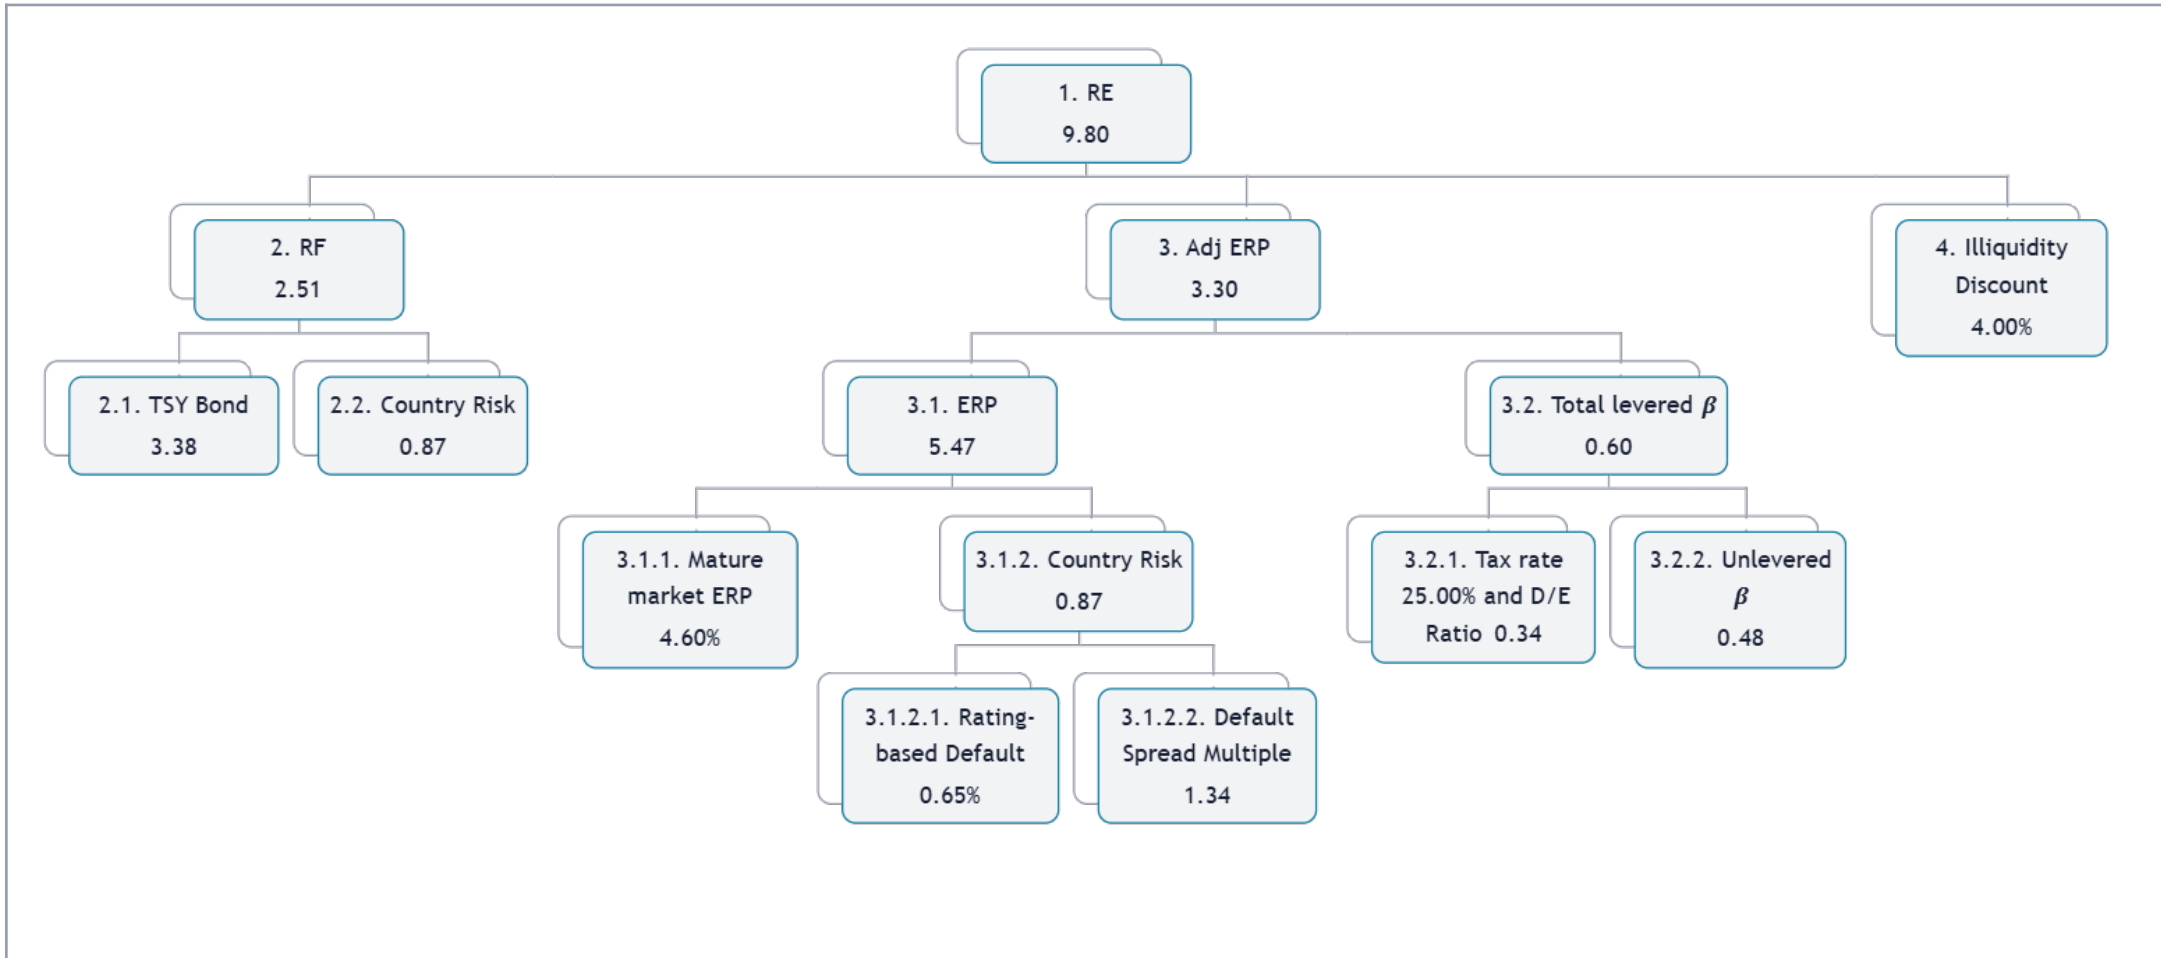 1. RE
9.80
2. RF
2.51
3. Adj ERP
3.30
4. Illiquidity
Discount
4.00%
2.1. TSY Bond
3.38
2.2. Country Risk
0.87
3.1. ERP
5.47
3.2. Total levered β
0.60
3.1.1. Mature
market ERP
4.60%
3.1.2. Country Risk
0.87
3.2.1. Tax rate
25.00% and D/E
Ratio 0.34
3.2.2. Unlevered
β
0.48
3.1.2.1. Rating-
based Default
0.65%
3.1.2.2. Default
Spread Multiple
1.34